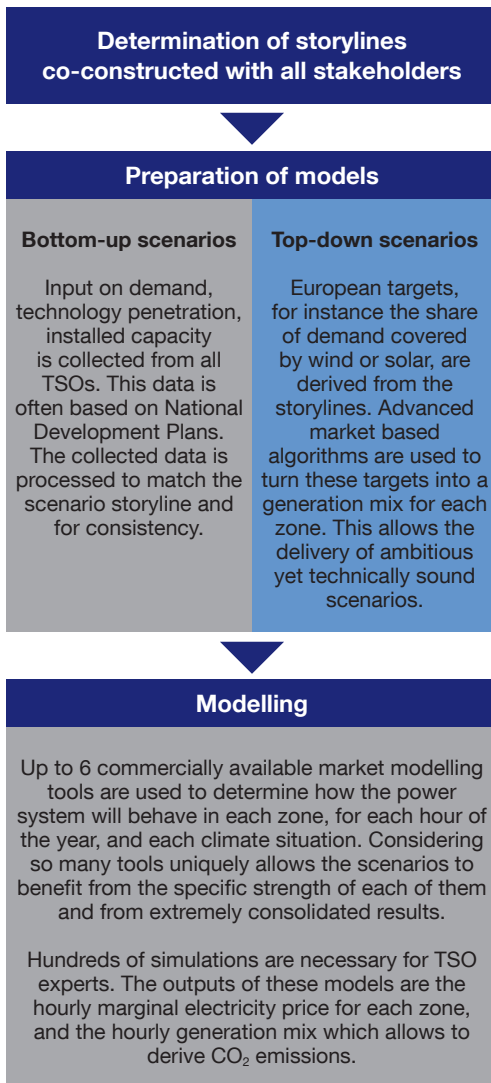 Determination of storylines
co-constructed with all stakeholders
Preparation of models
Bottom-up scenarios
Input on demand,
technology penetration,
installed capacity
is collected from all
TSOs. This data is
often based on National
Development Plans.
The collected data is
processed to match the
scenario storyline and
for consistency.
Top-down scenarios
European targets,
for instance the share
of demand covered
by wind or solar, are
derived from the
storylines. Advanced
market based
algorithms are used to
turn these targets into a
generation mix for each
zone. This allows the
delivery of ambitious
yet technically sound
scenarios.
Modelling
Up to 6 commercially available market modelling
tools are used to determine how the power
system will behave in each zone, for each hour of
the year, and each climate situation. Considering
so many tools uniquely allows the scenarios to
benefit from the specific strength of each of them
and from extremely consolidated results.
Hundreds of simulations are necessary for TSO
experts. The outputs of these models are the
hourly marginal electricity price for each zone,
and the hourly generation mix which allows to
derive CO₂ emissions.